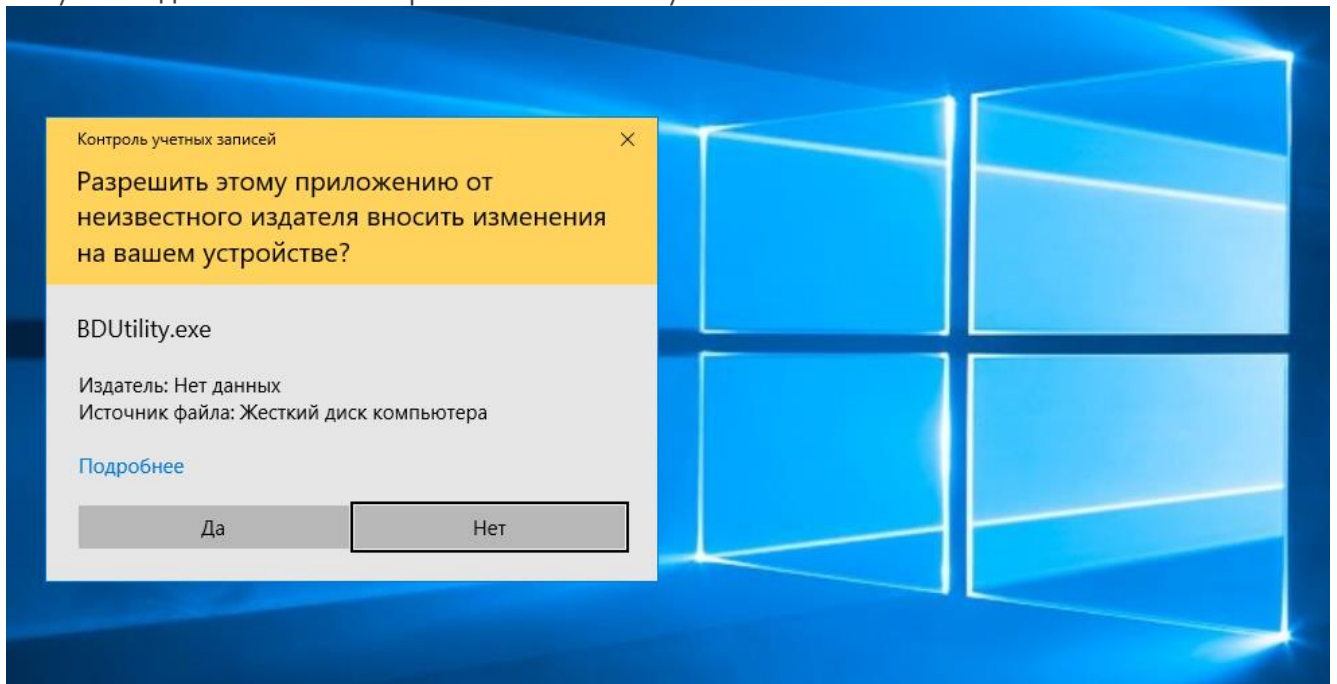 Контроль учетных записей
Разрешить этому приложению от
неизвестного издателя вносить изменения
на вашем устройстве?
BDUtility.exe
Издатель: Нет данных
Источник файла: Жесткий диск компьютера
Подробнее
Да Нет